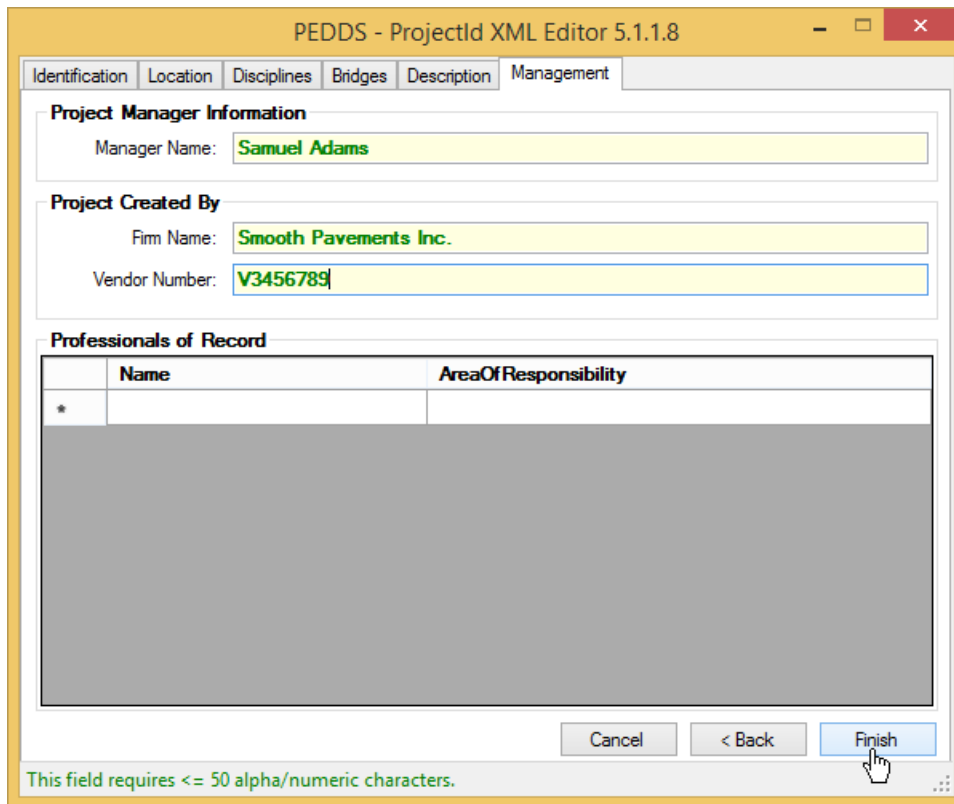 PEDDS - ProjectId XML Editor 5.1.1.8
Identification Location Disciplines Bridges Description Management
Project Manager Information
Manager Name: Samuel Adams
Project Created By
Firm Name: Smooth Pavements Inc.
Vendor Number: V3456789
Professionals of Record
Name AreaOfResponsibility
*
Cancel < Back Finish
This field requires <= 50 alpha/numeric characters.